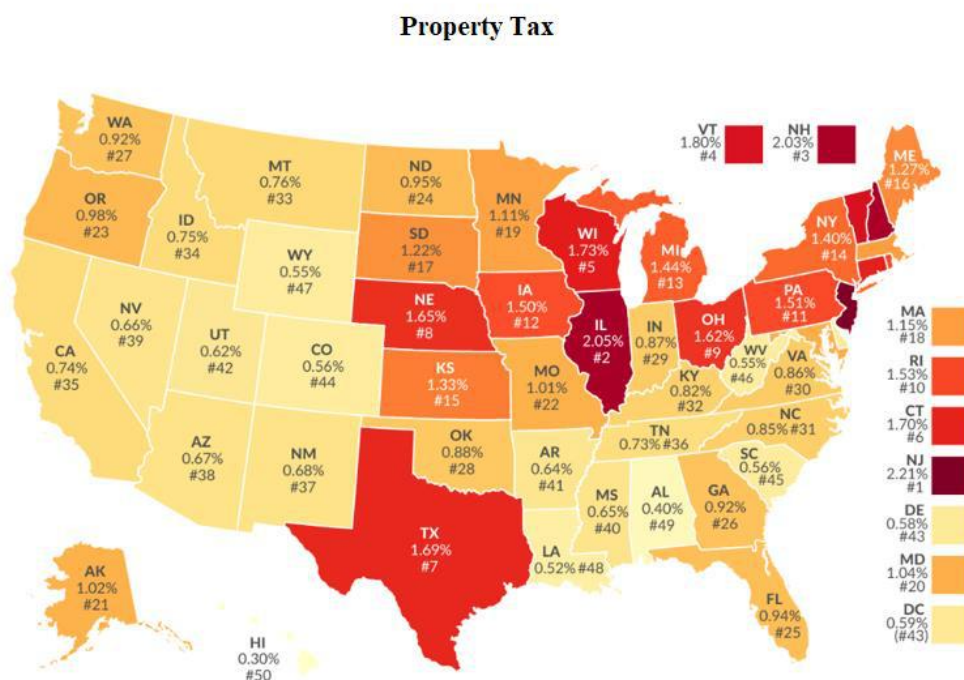 Property Tax
WA
0.92%
#27
OR
0.98%
#23
CA
0.74%
#35
NV
0.66%
#39
ID
0.75%
#34
MT
0.76%
#33
WY
0.55%
#47
UT
0.62%
#42
CO
0.56%
#44
AZ
0.67%
#38
NM
0.68%
#37
ND
0.95%
#24
SD
1.22%
#17
NE
1.65%
#8
KS
1.33%
#15
OK
0.88%
#28
TX
1.69%
#7
MN
1.11%
#19
IA
1.50%
#12
MO
1.01%
#22
AR
0.64%
#41
LA
0.52% #48
WI
1.73%
#5
IL
2.05%
#2
MI
1.44%
#13
IN
0.87%
#29
OH
1.62%
#9
KY
0.82%
#32
TN
0.73% #36
MS
0.65%
#40
AL
0.40%
#49
GA
0.92%
#26
FL
0.94%
#25
SC
0.56%
#45
NC
0.85% #31
VA
0.86%
#30
WV
0.55%
#46
PA
1.51%
#11
NY
1.40%
#14
VT
1.80%
#4
NH
2.03%
#3
ME
1.27%
#16
MA
1.15%
#18
RI
1.53%
#10
CT
1.70%
#6
NJ
2.21%
#1
DE
0.58%
#43
MD
1.04%
#20
DC
0.59%
(#43)
AK
1.02%
#21
HI
0.30%
#50